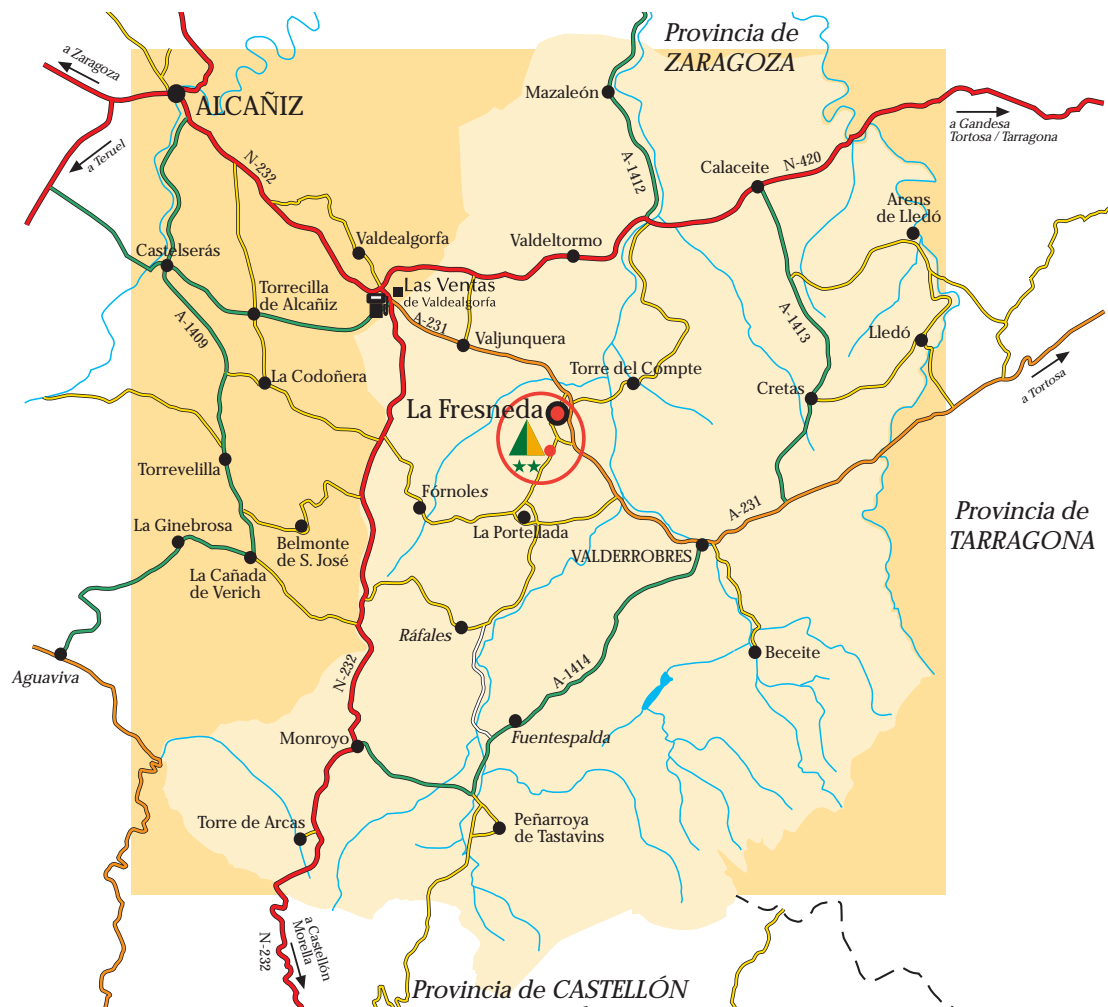 Provincia de
ZARAGOZA
a Zaragoza
ALCAÑIZ
Mazaleón
a Gandesa
Tortosa / Tarragona
a Teruel
N-232
A-1412
Calaceite
N-420
Arens
de Lledó
Valdealgorfa
Valdeltormo
Castelserás
Las Ventas
de Valdealgorfa
Torrecilla
de Alcañiz
A-231
Valjunquera
A-1409
A-1413
Lledó
La Codoñera
Torre del Compte
Cretas
a Tortosa
La Fresneda
Torrevelilla
Fórnoles
A-231
Provincia de
TARRAGONA
La Ginebrosa
Belmonte
de S. José
La Portellada
VALDERROBRES
La Cañada
de Verich
Ráfales
Beceite
Aguaviva
N-232
A-1414
Monroyo
Fuentespalda
Torre de Arcas
Peñarroya
de Tastavins
a Castellón
Morella
N-232
Provincia de CASTELLÓN